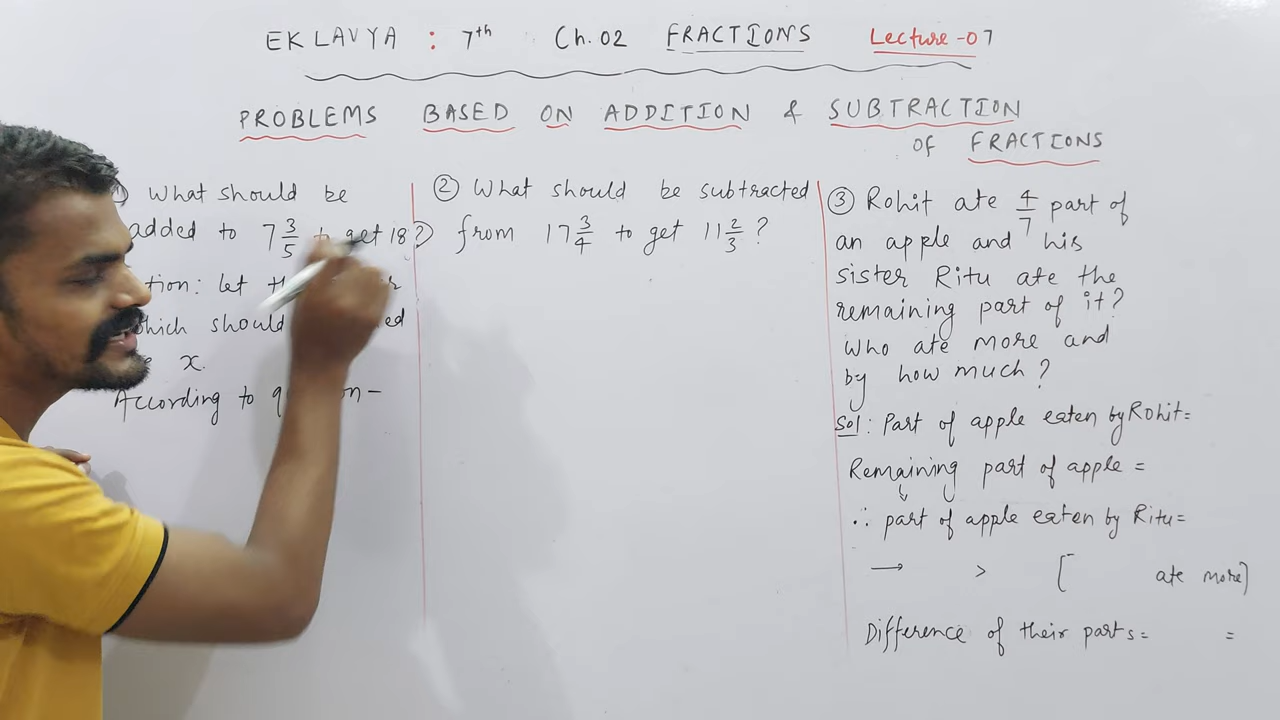 EKLAVYA : 7th Ch. 02 FRACTIONS Lecture-07
PROBLEMS BASED ON ADDITION & SUBTRACTION
OF FRACTIONS
What should be
added to 7 3/5 to get 18?
let
which should
x.
According to
② What should be subtracted
from 17 3/4 to get 11 2/3 ?
③ Rohit ate 4/7 part of
an apple and his
sister Ritu ate the
remaining part of it?
Who ate more and
by how much?
Sol: Part of apple eaten by Rohit=
Remaining part of apple =
∴ part of apple eaten by Ritu=
→ > [ ate more]
Difference of their parts= =